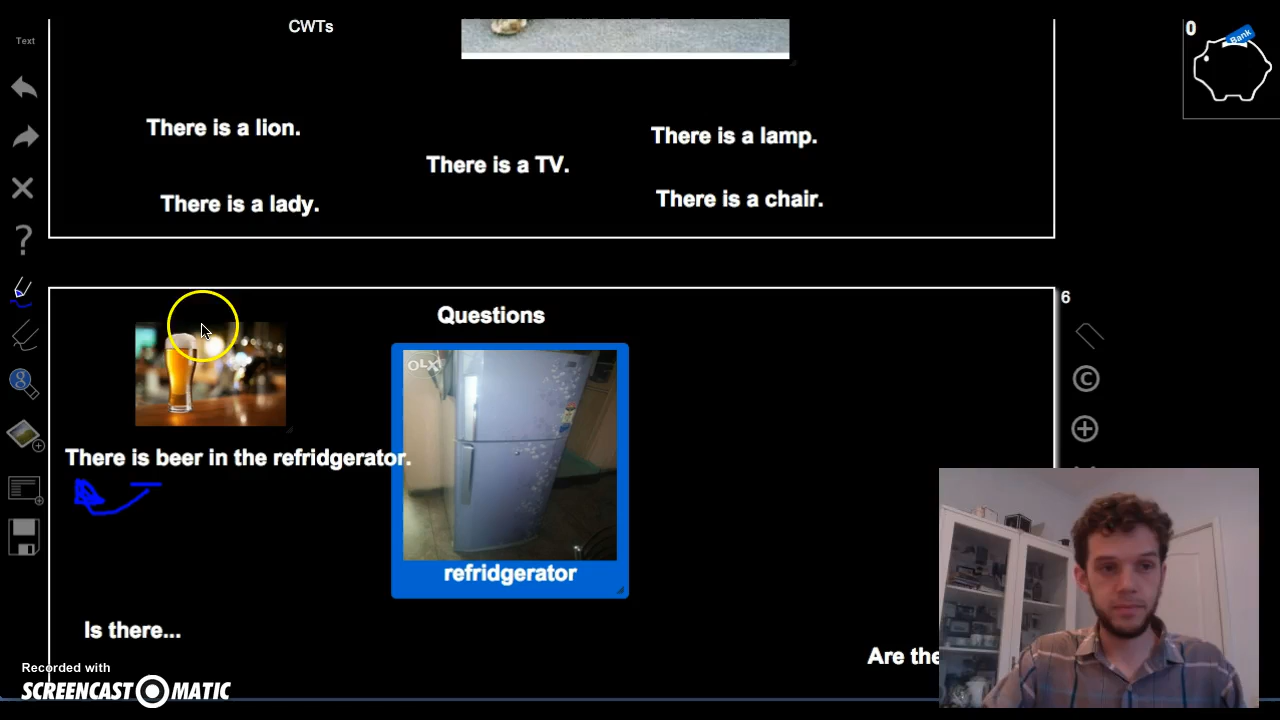 Text
CWTs
0
Bank
There is a lion.
There is a lamp.
There is a TV.
There is a lady.
There is a chair.
Questions
6
OLX
There is beer in the refridgerator.
refridgerator
Is there...
Are the
Recorded with
SCREENCAST MATIC